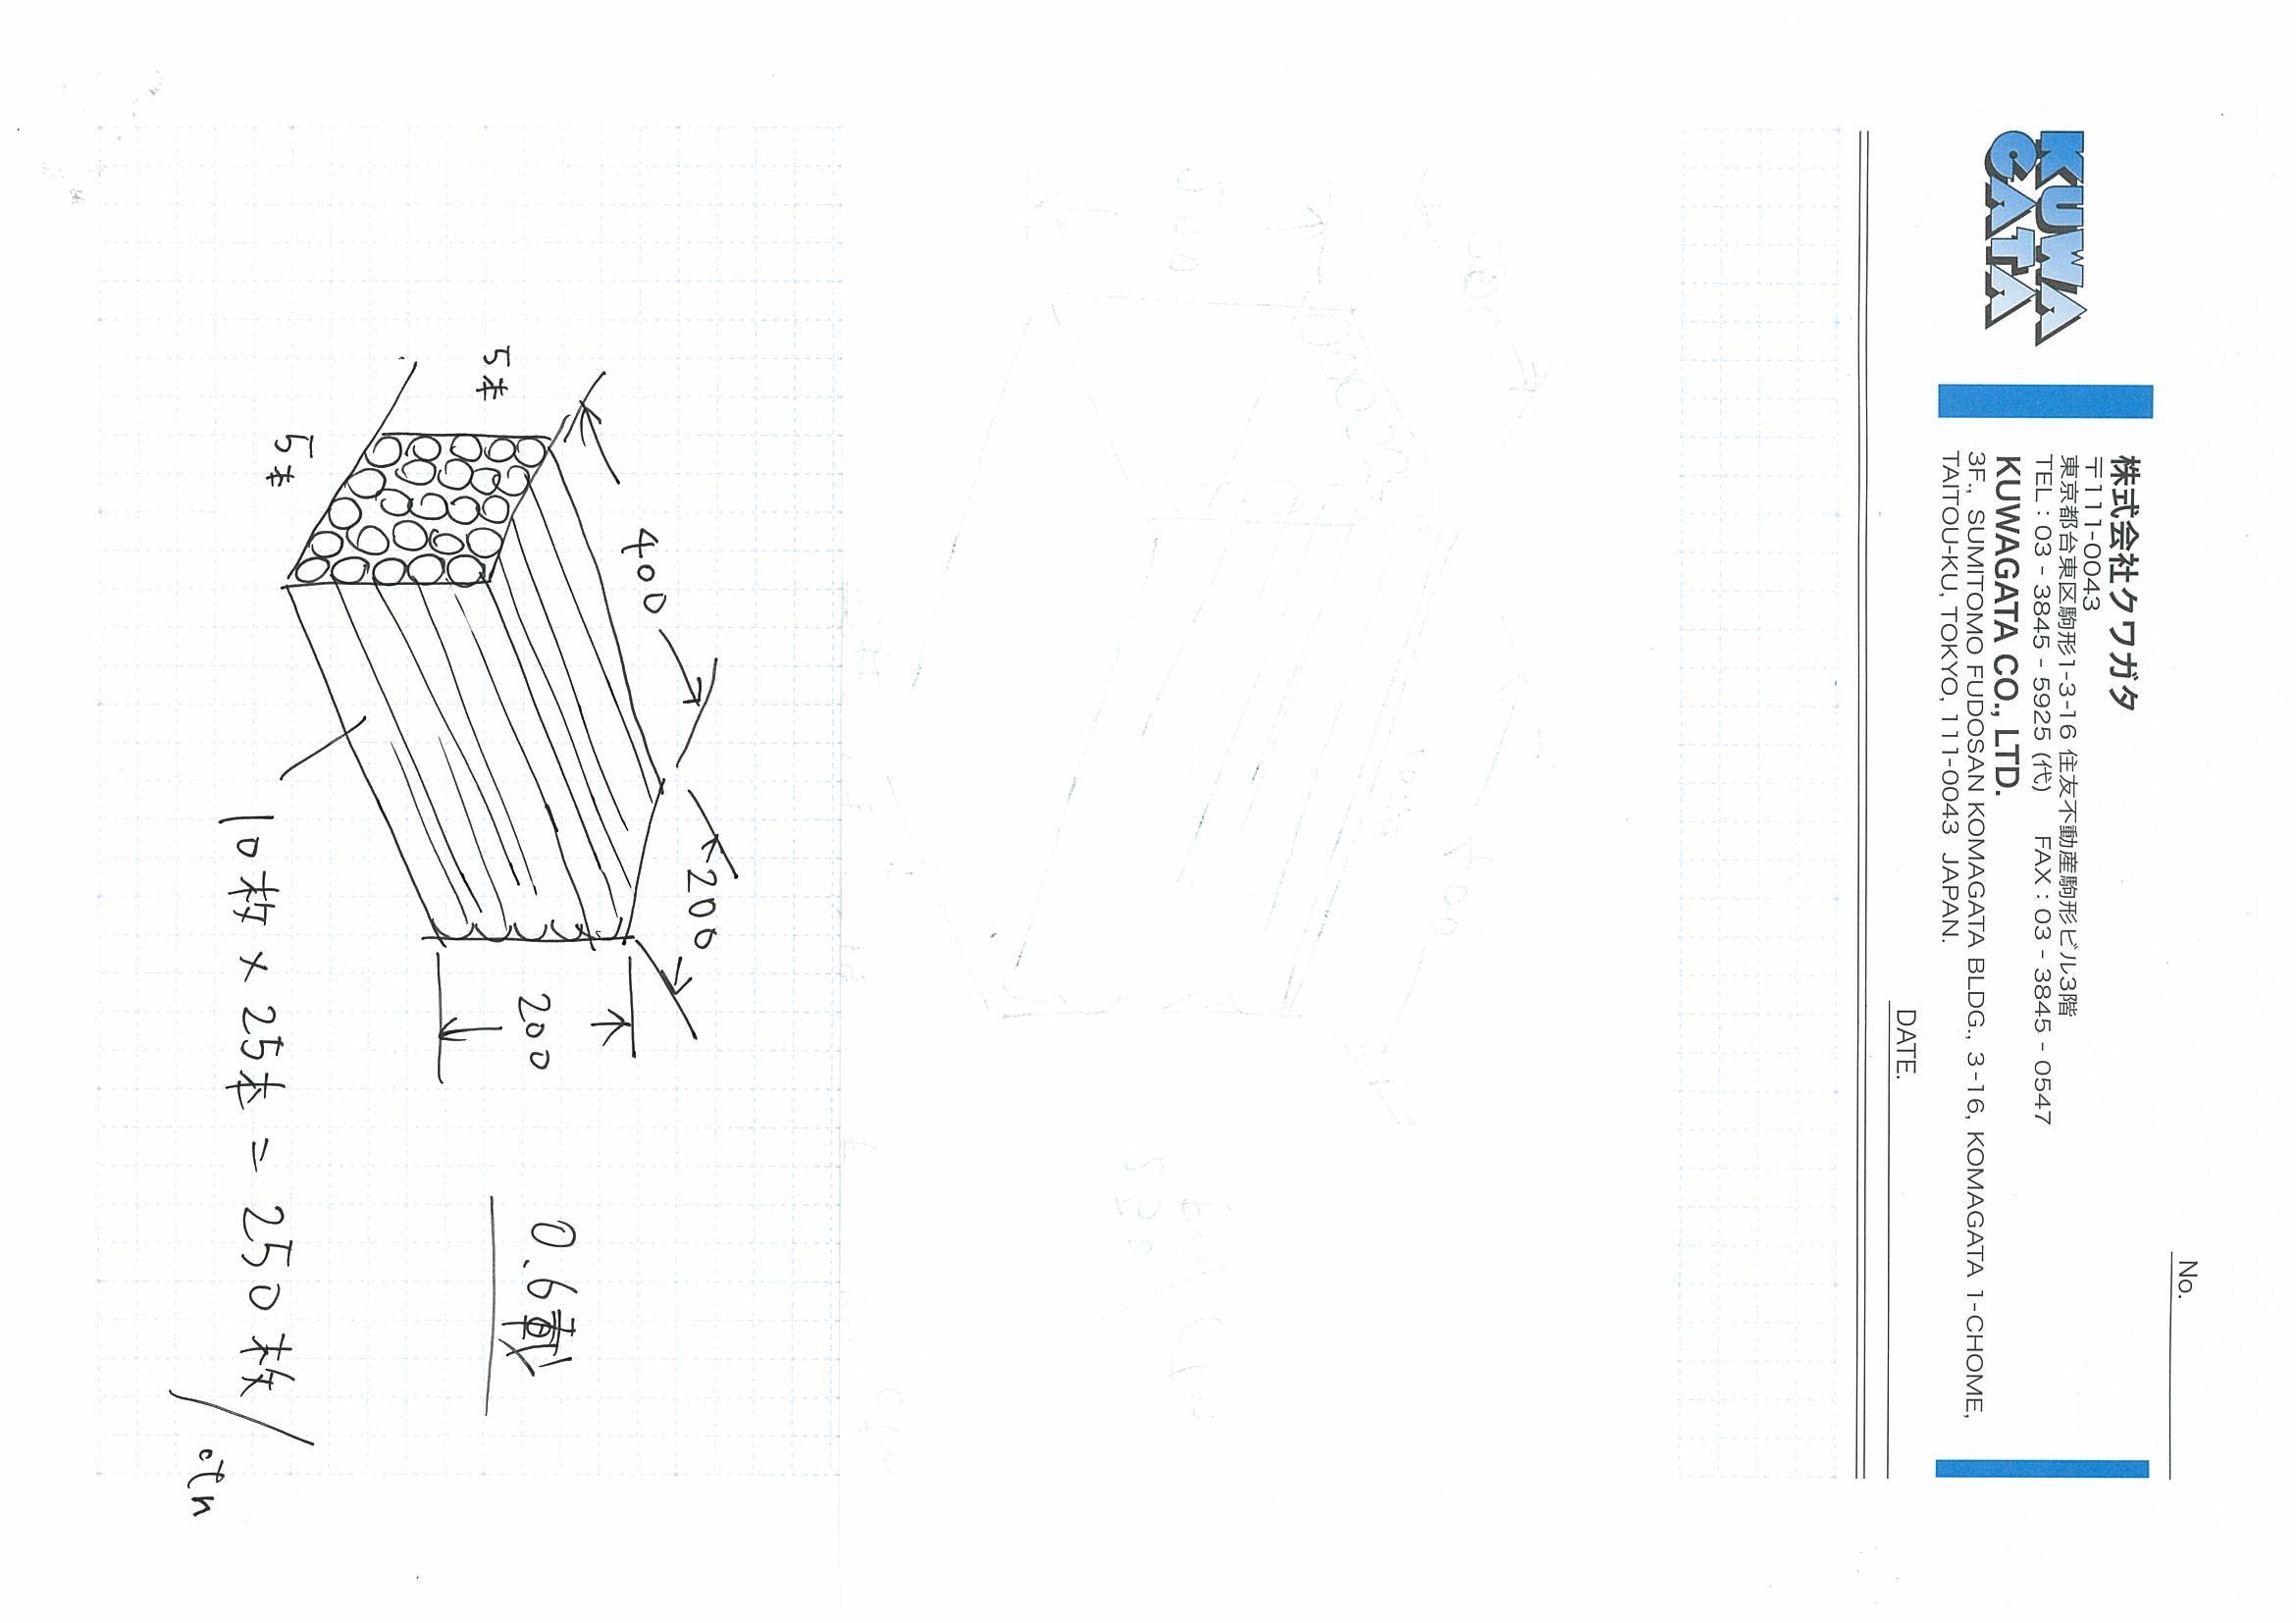 No.
KUWA
GATA
株式会社クワガタ
〒111-0043
東京都台東区駒形1-3-16 住友不動産駒形ビル3階
TEL : 03 - 3845 - 5925 (代) FAX : 03 - 3845 - 0547
KUWAGATA CO., LTD.
3F., SUMITOMO FUDOSAN KOMAGATA BLDG., 3-16, KOMAGATA 1-CHOME,
TAITOU-KU, TOKYO, 111-0043 JAPAN.
DATE.
200
400
5本
200
0.6
5本
10枚 × 25本 = 250枚/ctn